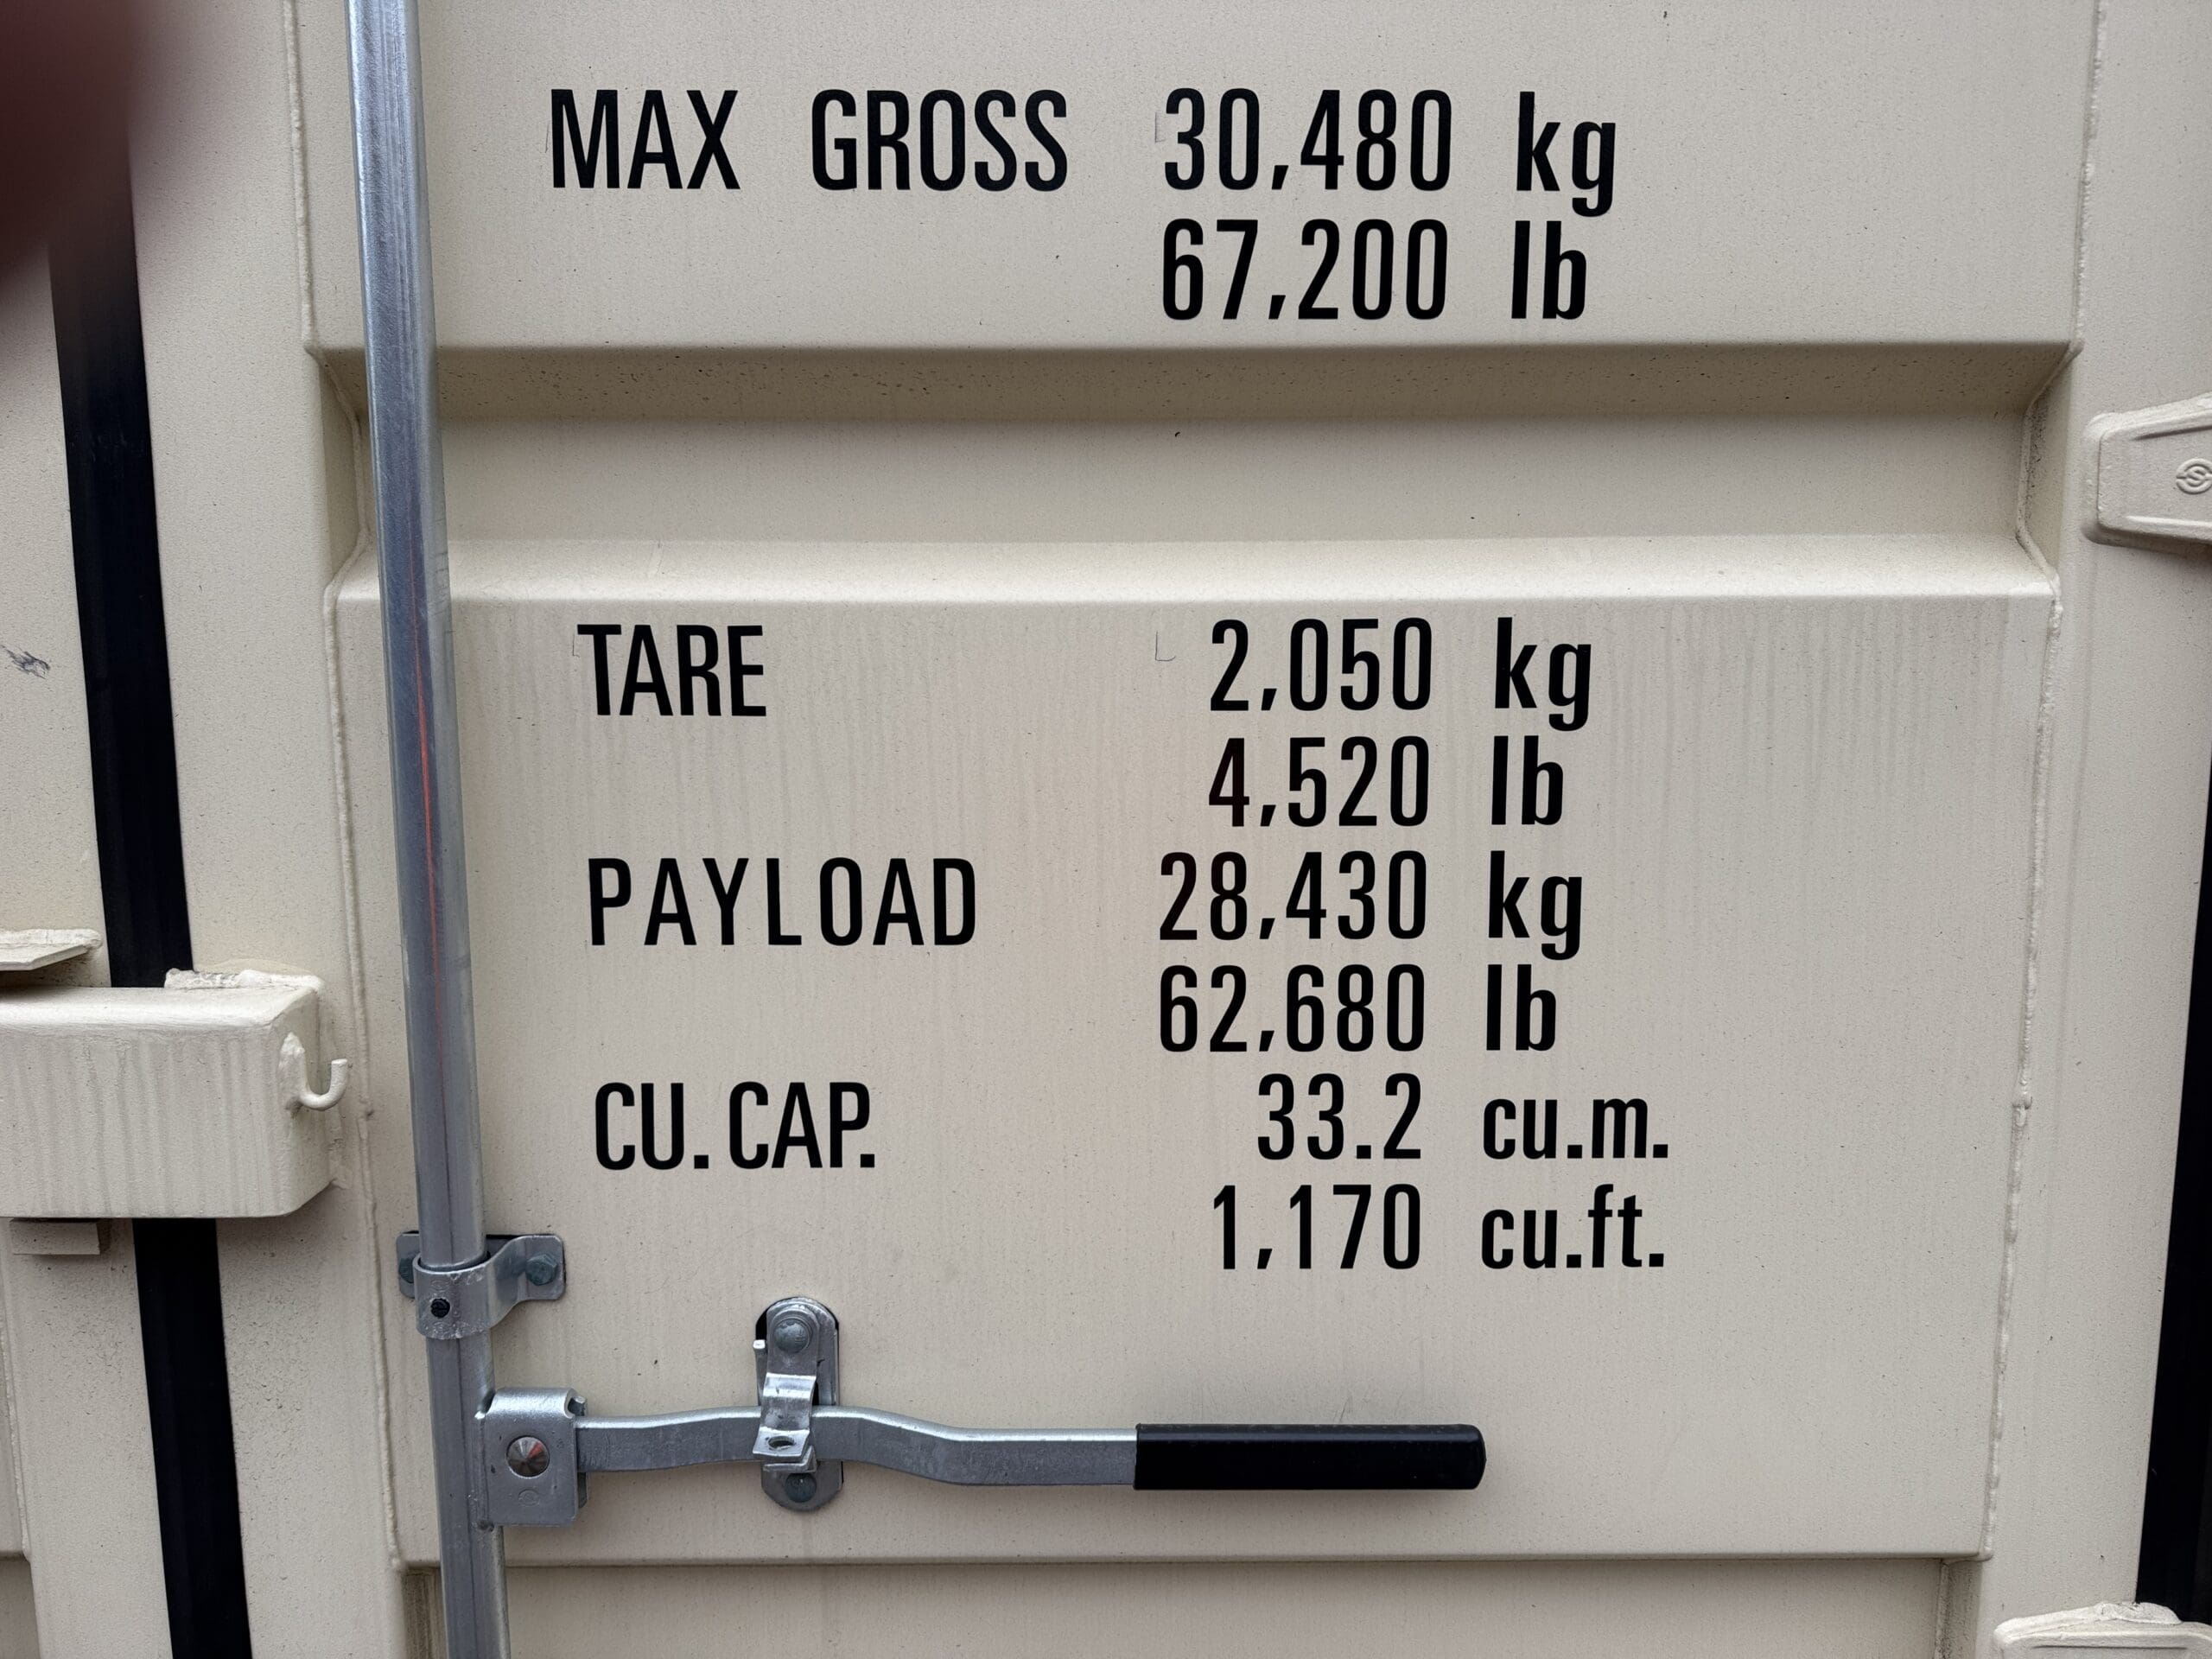 MAX GROSS 30,480 kg
67,200 lb
TARE 2,050 kg
4,520 lb
PAYLOAD 28,430 kg
62,680 lb
CU.CAP. 33.2 cu.m.
1,170 cu.ft.